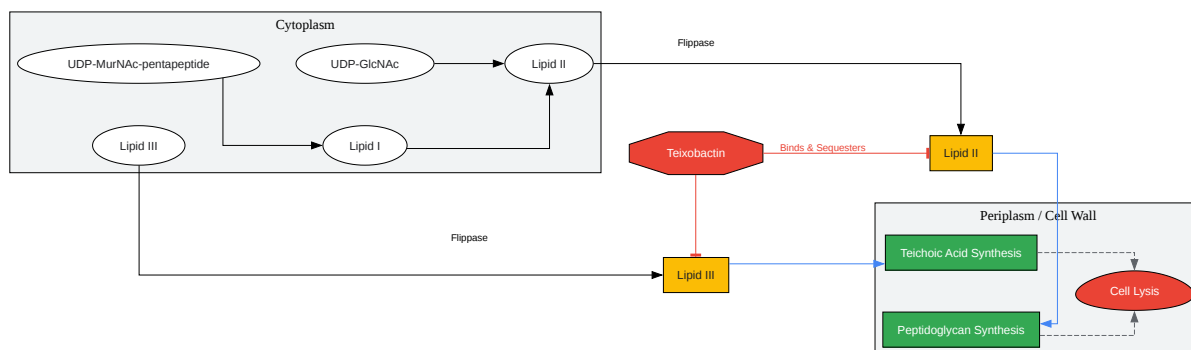 Cytoplasm
UDP-MurNAc-pentapeptide
UDP-GlcNAc
Lipid II
Flippase
Lipid III
Lipid I
Teixobactin
Binds & Sequesters
Lipid II
Periplasm / Cell Wall
Flippase
Teichoic Acid Synthesis
Lipid III
Cell Lysis
Peptidoglycan Synthesis